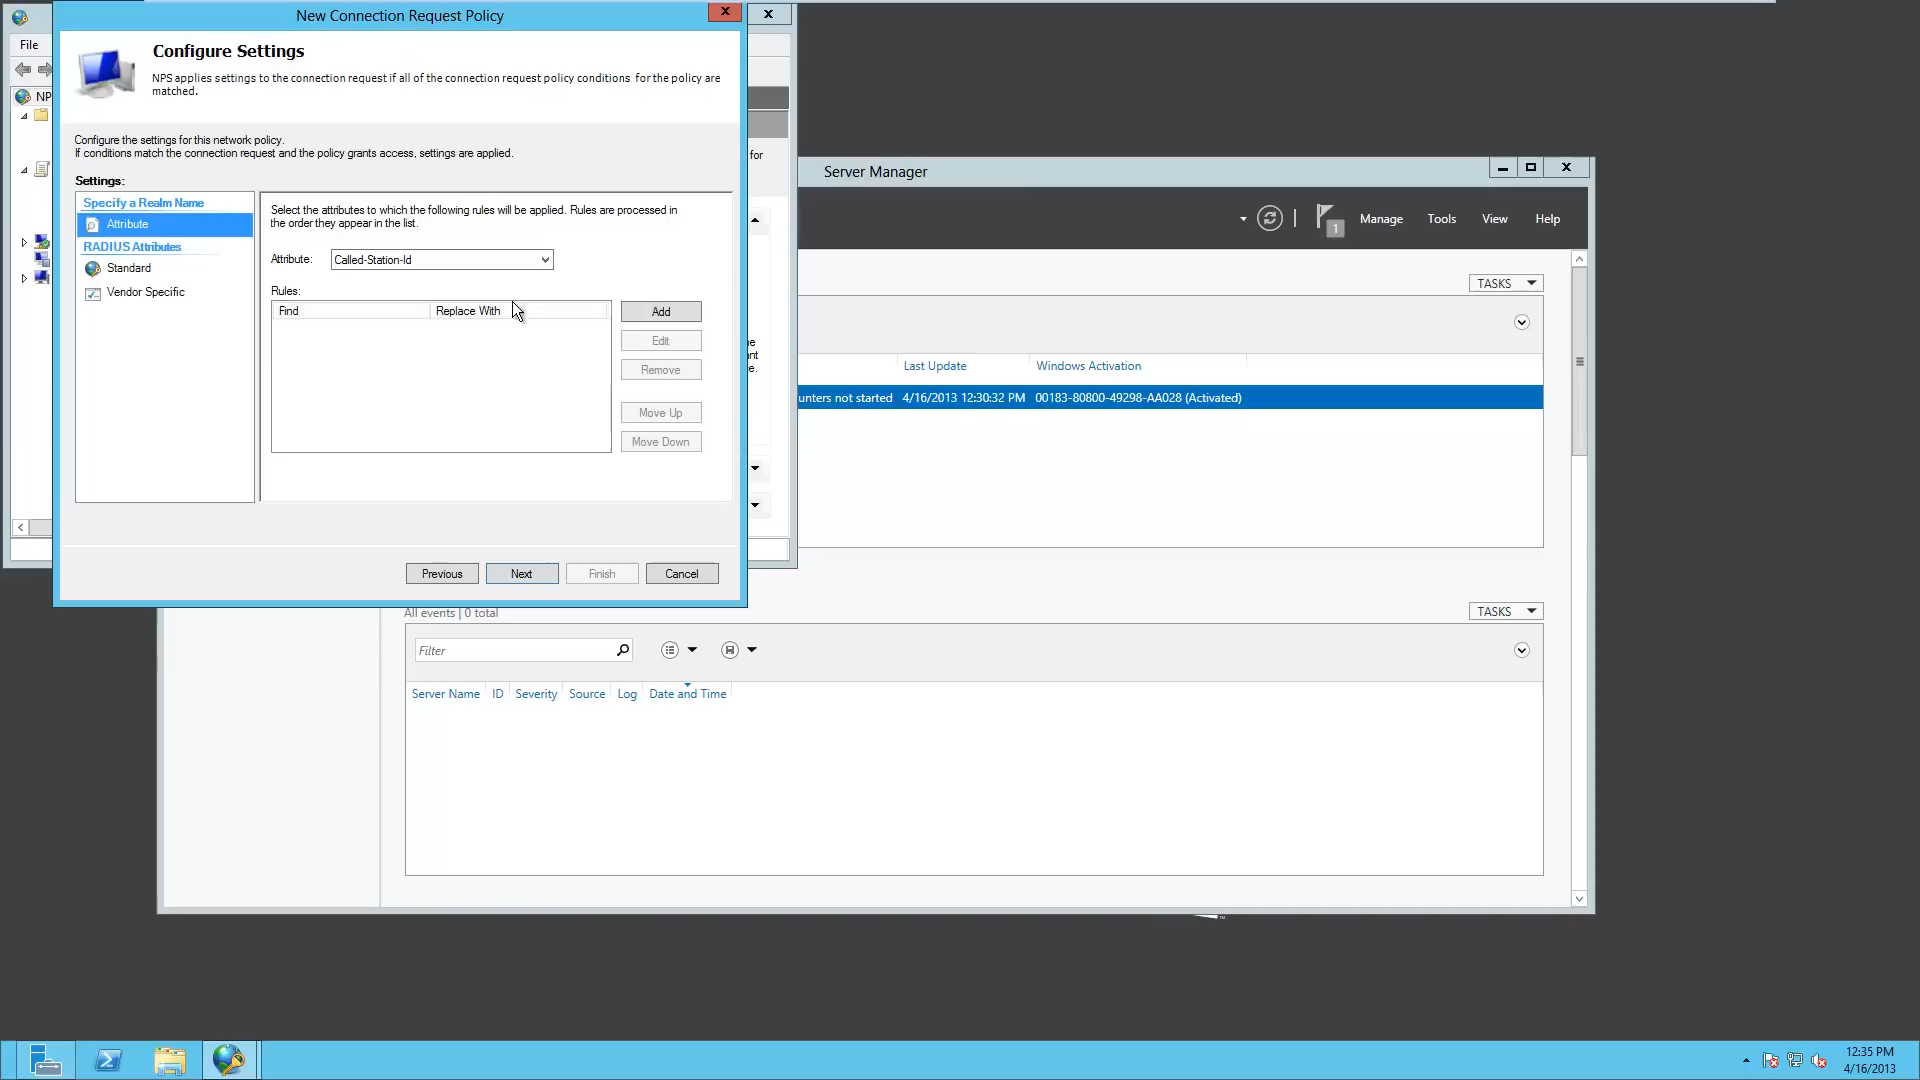 New Connection Request Policy
File
Configure Settings
NPS applies settings to the connection request if all of the connection request policy conditions for the policy are
matched.
NP
Configure the settings for this network policy.
If conditions match the connection request and the policy grants access, settings are applied.
for
Settings:
Specify a Realm Name
Attribute
RADIUS Attributes
Standard
Vendor Specific
Select the attributes to which the following rules will be applied. Rules are processed in
the order they appear in the list.
Attribute:
Called-Station-Id
Rules:
Find
Replace With
Add
Edit
Remove
Move Up
Move Down
Previous
Next
Finish
Cancel
Server Manager
1
Manage
Tools
View
Help
TASKS
Last Update
Windows Activation
unters not started
4/16/2013 12:30:32 PM
00183-80800-49298-AA028 (Activated)
All events | 0 total
TASKS
Filter
Server Name
ID
Severity
Source
Log
Date and Time
12:35 PM
4/16/2013